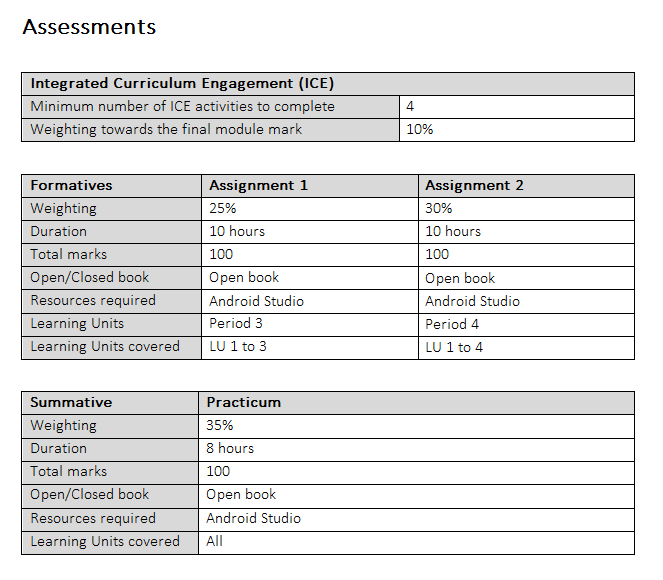 Assessments
Integrated Curriculum Engagement (ICE)
Minimum number of ICE activities to complete 4
Weighting towards the final module mark 10%
Formatives Assignment 1 Assignment 2
Weighting 25% 30%
Duration 10 hours 10 hours
Total marks 100 100
Open/Closed book Open book Open book
Resources required Android Studio Android Studio
Learning Units Period 3 Period 4
Learning Units covered LU 1 to 3 LU 1 to 4
Summative Practicum
Weighting 35%
Duration 8 hours
Total marks 100
Open/Closed book Open book
Resources required Android Studio
Learning Units covered All